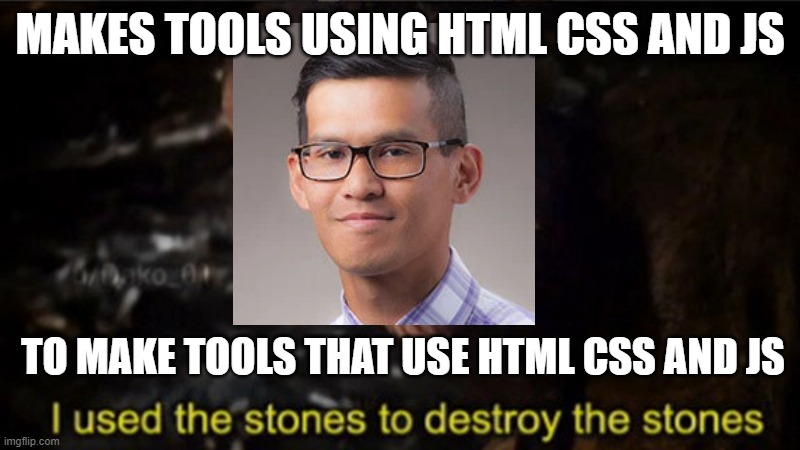 MAKES TOOLS USING HTML CSS AND JS
TO MAKE TOOLS THAT USE HTML CSS AND JS
I used the stones to destroy the stones
imgflip.com